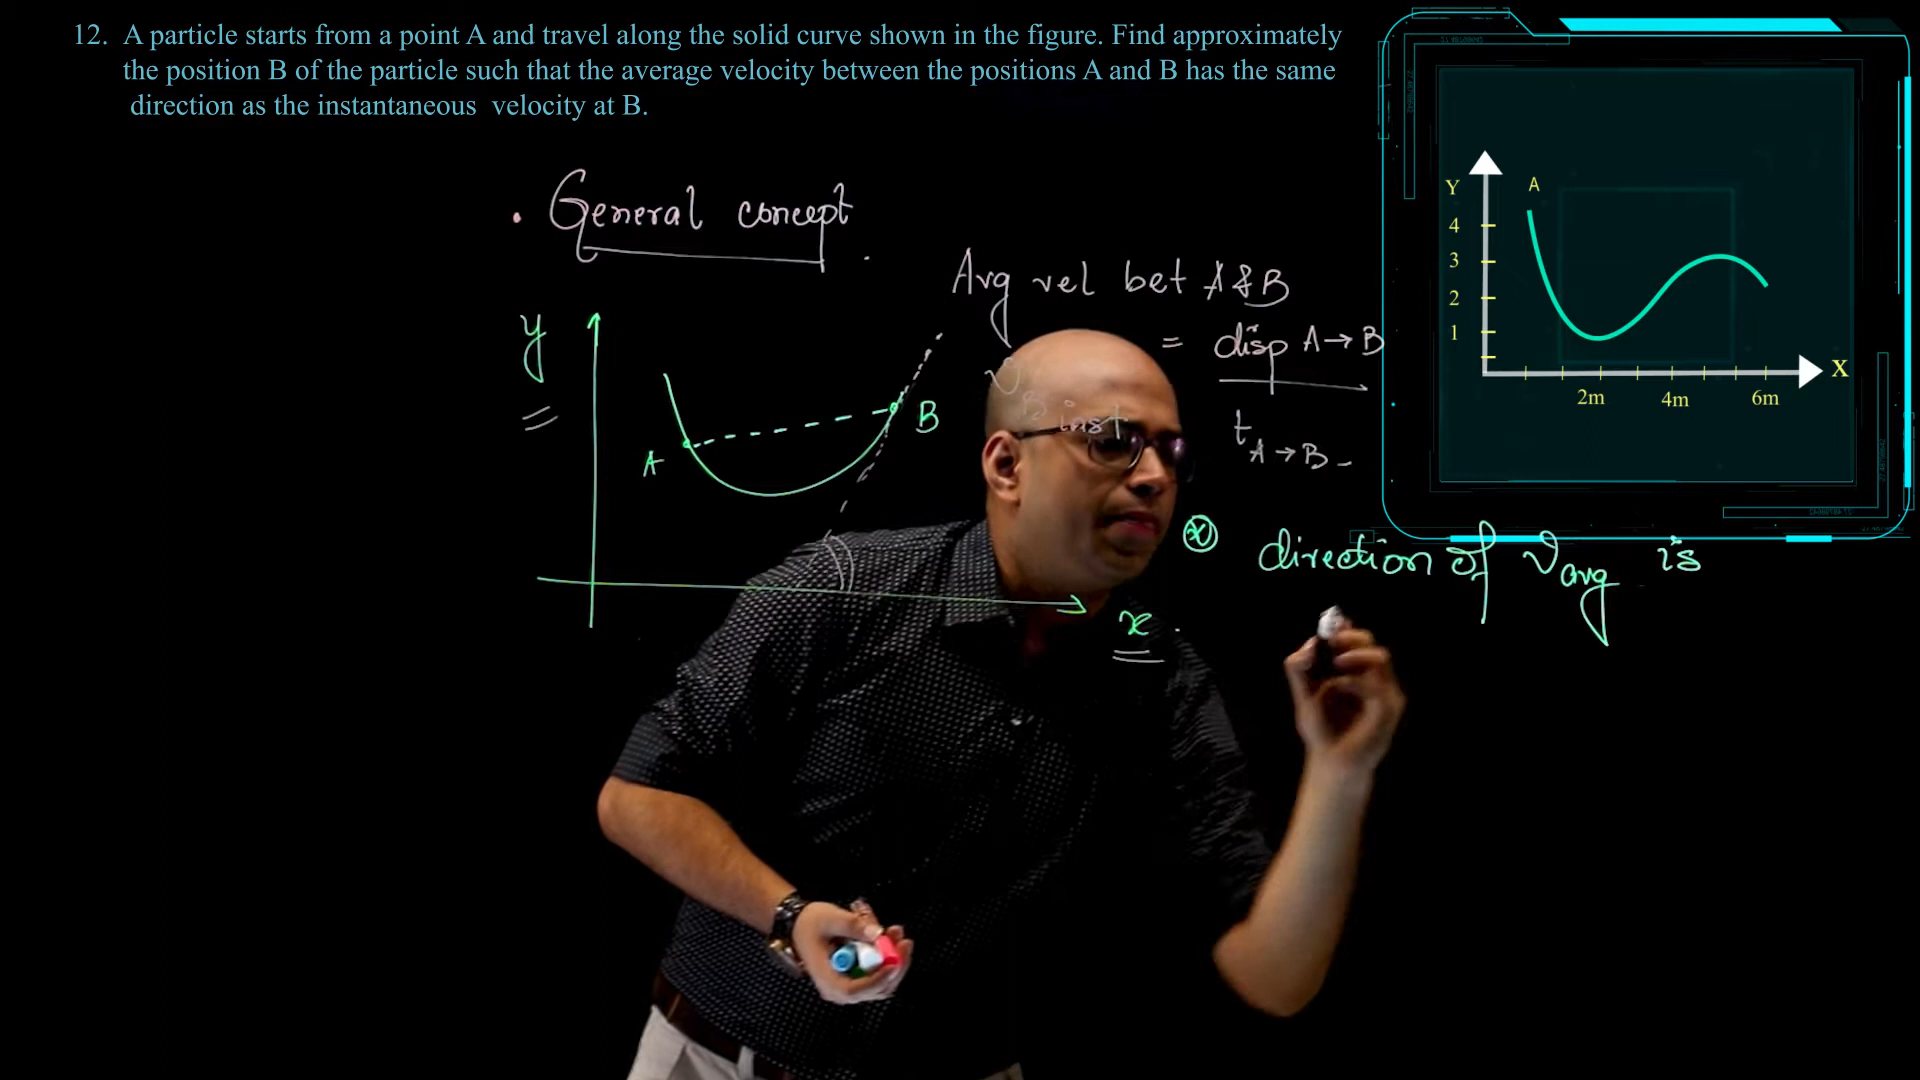 12. A particle starts from a point A and travel along the solid curve shown in the figure. Find approximately
the position B of the particle such that the average velocity between the positions A and B has the same
direction as the instantaneous velocity at B.
. General concept .
Avg vel bet A & B
= disp A→B
t A→B
v B inst
y
A
B
x
direction of v avg is
Y
A
4
3
2
1
X
2m 4m 6m